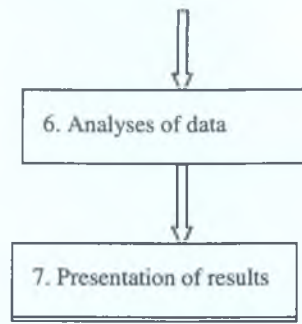 6. Analyses of data
7. Presentation of results